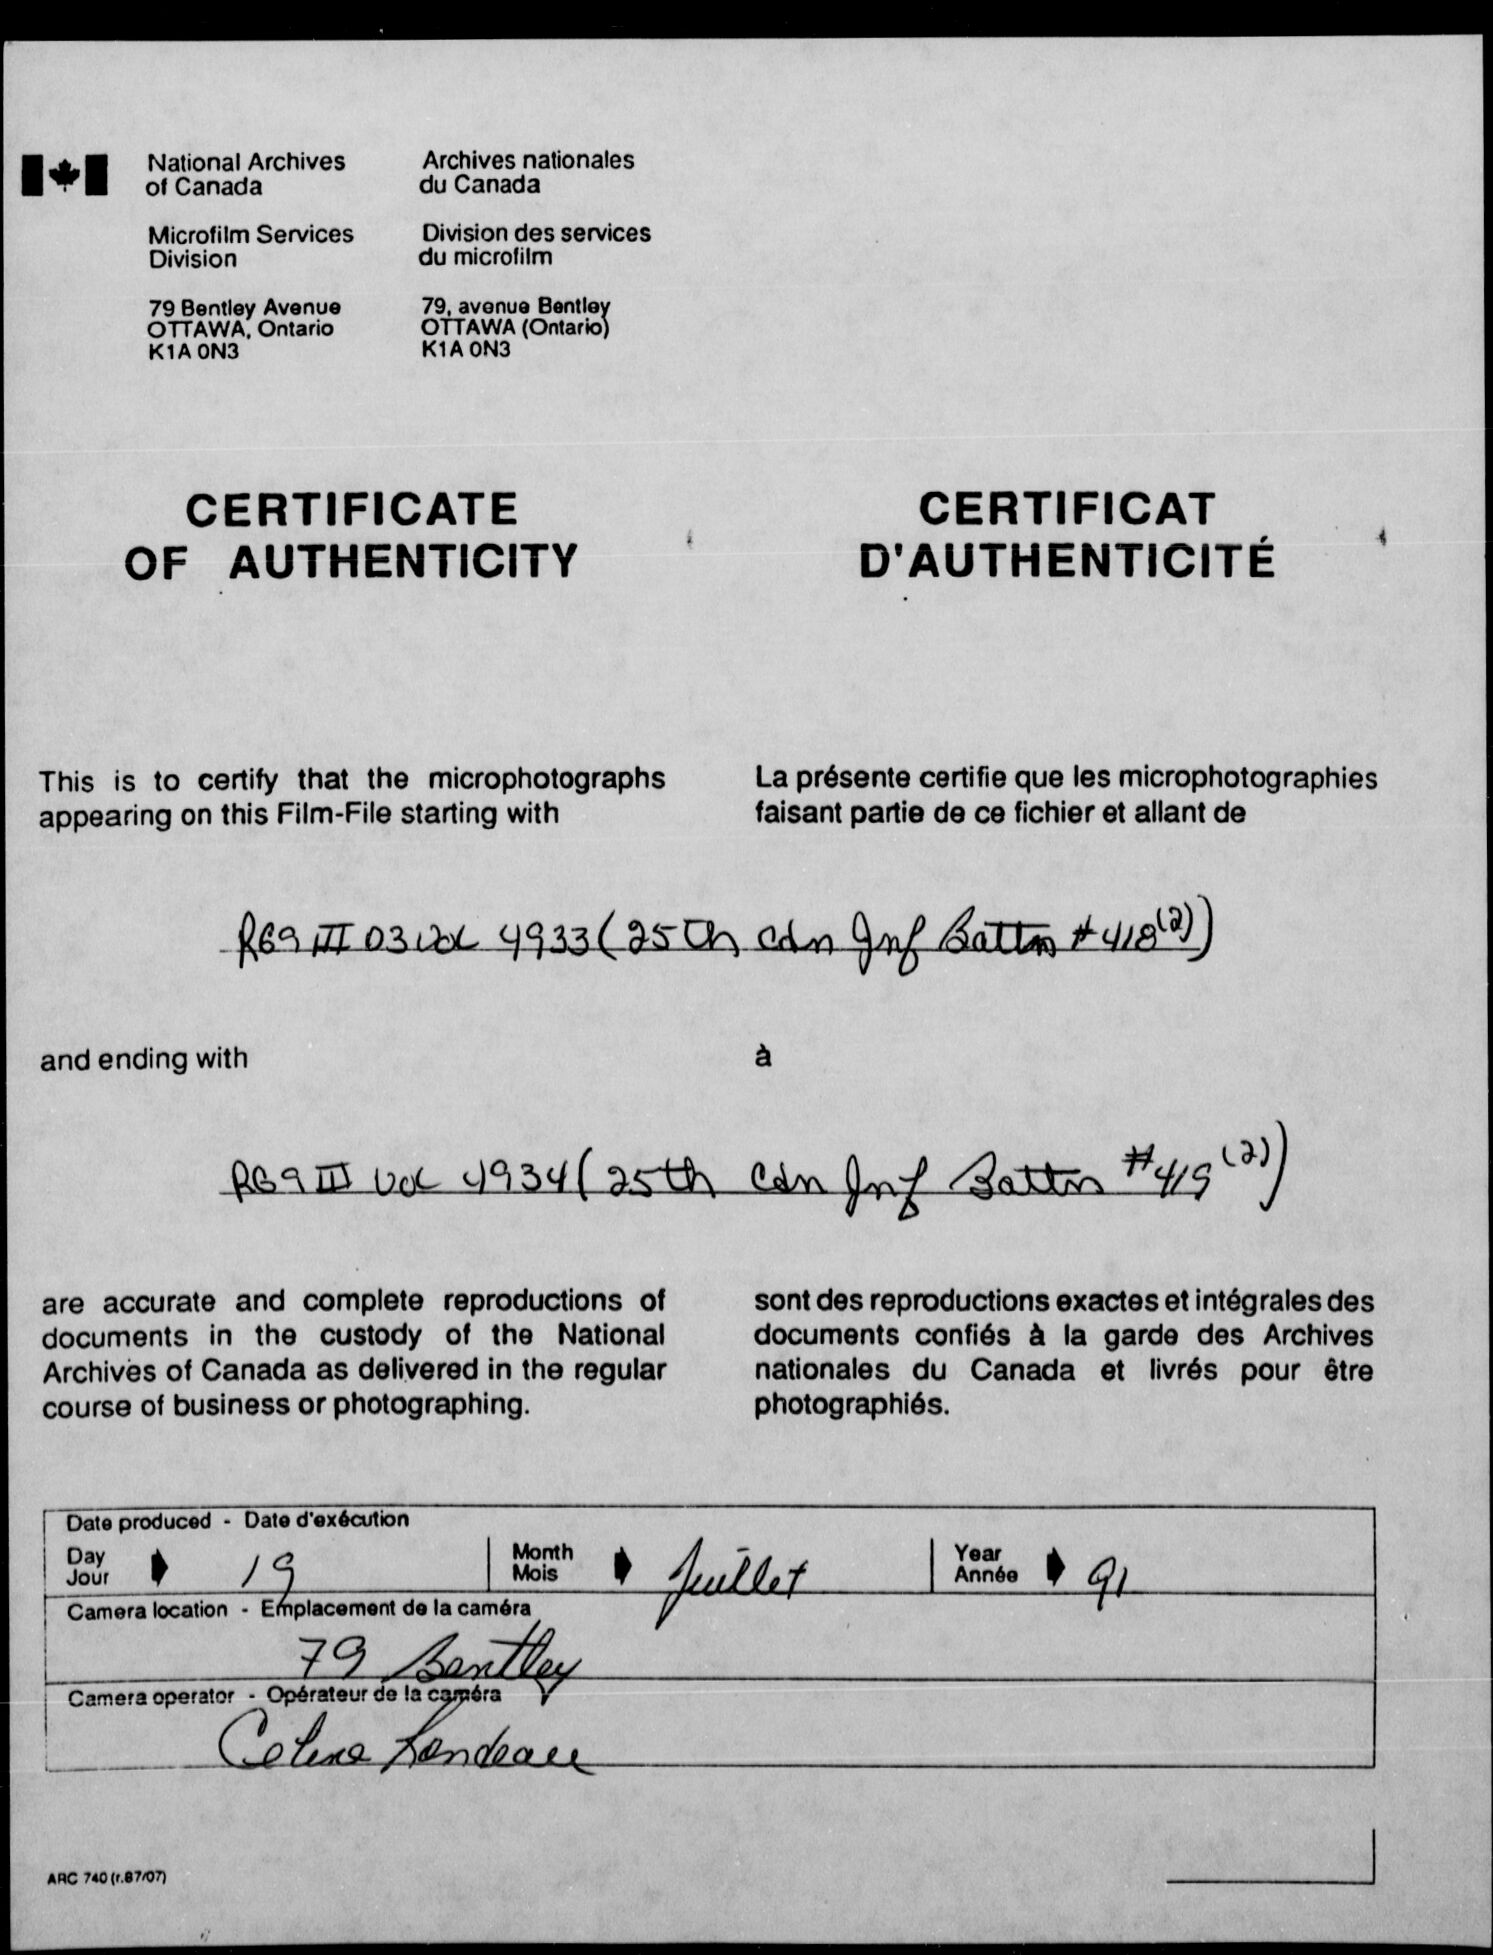 National Archives
of Canada
Archives nationales
du Canada
Microfilm Services
Division
Division des services
du microfilm
79 Bentley Avenue
OTTAWA, Ontario
K1A 0N3
79, avenue Bentley
OTTAWA (Ontario)
K1A 0N3
CERTIFICATE
OF AUTHENTICITY
CERTIFICAT
D'AUTHENTICITÉ
This is to certify that the microphotographs
appearing on this Film-File starting with
La présente certifie que les microphotographies
faisant partie de ce fichier et allant de
RG9 III D3 Vol 4933 (25th Cdn Inf Battn #418(2))
and ending with
à
RG9 III Vol 4934 (25th Cdn Inf Battn #419(2))
are accurate and complete reproductions of
documents in the custody of the National
Archives of Canada as delivered in the regular
course of business or photographing.
sont des reproductions exactes et intégrales des
documents confiés à la garde des Archives
nationales du Canada et livrés pour être
photographiés.
Date produced - Date d'exécution
Day
Jour
19
Month
Mois
Juillet
Year
Année
91
Camera location - Emplacement de la caméra
79 Bentley
Camera operator - Opérateur de la caméra
Celine Rondeau
ARC 740 (r.87/07)